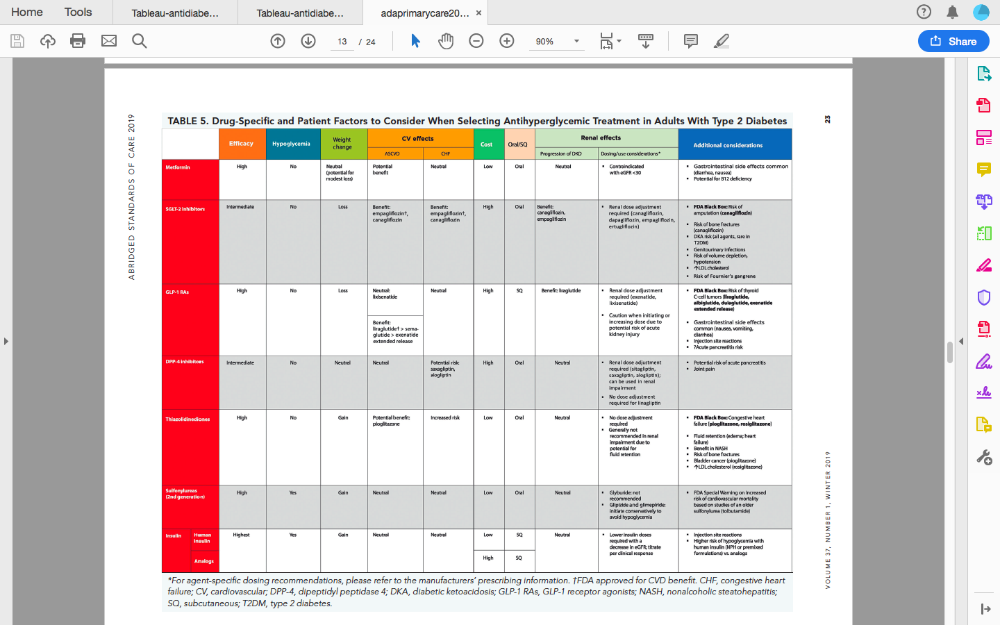 Home
Tools
Tableau-antidiabe...
Tableau-antidiabe...
adaprimarycare20... ×
13 / 24
90%
Share
ABRIDGED STANDARDS OF CARE 2019
23
TABLE 5. Drug-Specific and Patient Factors to Consider When Selecting Antihyperglycemic Treatment in Adults With Type 2 Diabetes
Efficacy
Hypoglycemia
Weight
change
CV effects
ASCVD
CHF
Cost
Oral/SQ
Renal effects
Progression of DKD
Dosing/use considerations*
Additional considerations
Metformin
High
No
Neutral
(potential for
modest loss)
Potential
benefit
Neutral
Low
Oral
Neutral
▪ Contraindicated
with eGFR <30
▪ Gastrointestinal side effects common
(diarrhea, nausea)
▪ Potential for B12 deficiency
SGLT-2 inhibitors
Intermediate
No
Loss
Benefit:
empagliflozin†,
canagliflozin
Benefit:
empagliflozin†,
canagliflozin
High
Oral
Benefit:
canagliflozin,
empagliflozin
▪ Renal dose adjustment
required (canagliflozin,
dapagliflozin, empagliflozin,
ertugliflozin)
▪ FDA Black Box: Risk of
amputation (canagliflozin)
▪ Risk of bone fractures
(canagliflozin)
▪ DKA risk (all agents, rare in
T2DM)
▪ Genitourinary infections
▪ Risk of volume depletion,
hypotension
▪ ↑LDL cholesterol
▪ Risk of Fournier's gangrene
GLP-1 RAs
High
No
Loss
Neutral:
lixisenatide
Benefit:
liraglutide† > sema-
glutide > exenatide
extended release
Neutral
High
SQ
Benefit: liraglutide
▪ Renal dose adjustment
required (exenatide,
lixisenatide)
▪ Caution when initiating or
increasing dose due to
potential risk of acute
kidney injury
▪ FDA Black Box: Risk of thyroid
C-cell tumors (liraglutide,
albiglutide, dulaglutide, exenatide
extended release)
▪ Gastrointestinal side effects
common (nausea, vomiting,
diarrhea)
▪ Injection site reactions
▪ ?Acute pancreatitis risk
DPP-4 inhibitors
Intermediate
No
Neutral
Neutral
Potential risk:
saxagliptin,
alogliptin
High
Oral
Neutral
▪ Renal dose adjustment
required (sitagliptin,
saxagliptin, alogliptin);
can be used in renal
impairment
▪ No dose adjustment
required for linagliptin
▪ Potential risk of acute pancreatitis
▪ Joint pain
Thiazolidinediones
High
No
Gain
Potential benefit:
pioglitazone
Increased risk
Low
Oral
Neutral
▪ No dose adjustment
required
▪ Generally not
recommended in renal
impairment due to
potential for
fluid retention
▪ FDA Black Box: Congestive heart
failure [pioglitazone, rosiglitazone]
▪ Fluid retention (edema; heart
failure)
▪ Benefit in NASH
▪ Risk of bone fractures
▪ Bladder cancer (pioglitazone)
▪ ↑LDL cholesterol (rosiglitazone)
Sulfonylureas
(2nd generation)
High
Yes
Gain
Neutral
Neutral
Low
Oral
Neutral
▪ Glyburide: not
recommended
▪ Glipizide and glimepiride:
initiate conservatively to
avoid hypoglycemia
▪ FDA Special Warning on increased
risk of cardiovascular mortality
based on studies of an older
sulfonylurea (tolbutamide)
Insulin
Human
insulin
Analogs
Highest
Yes
Gain
Neutral
Neutral
Low
SQ
High
SQ
Neutral
▪ Lower insulin doses
required with a
decrease in eGFR; titrate
per clinical response
▪ Injection site reactions
▪ Higher risk of hypoglycemia with
human insulin (NPH or premixed
formulations) vs. analogs
*For agent-specific dosing recommendations, please refer to the manufacturers' prescribing information. †FDA approved for CVD benefit. CHF, congestive heart
failure; CV, cardiovascular; DPP-4, dipeptidyl peptidase 4; DKA, diabetic ketoacidosis; GLP-1 RAs, GLP-1 receptor agonists; NASH, nonalcoholic steatohepatitis;
SQ, subcutaneous; T2DM, type 2 diabetes.
VOLUME 37, NUMBER 1, WINTER 2019